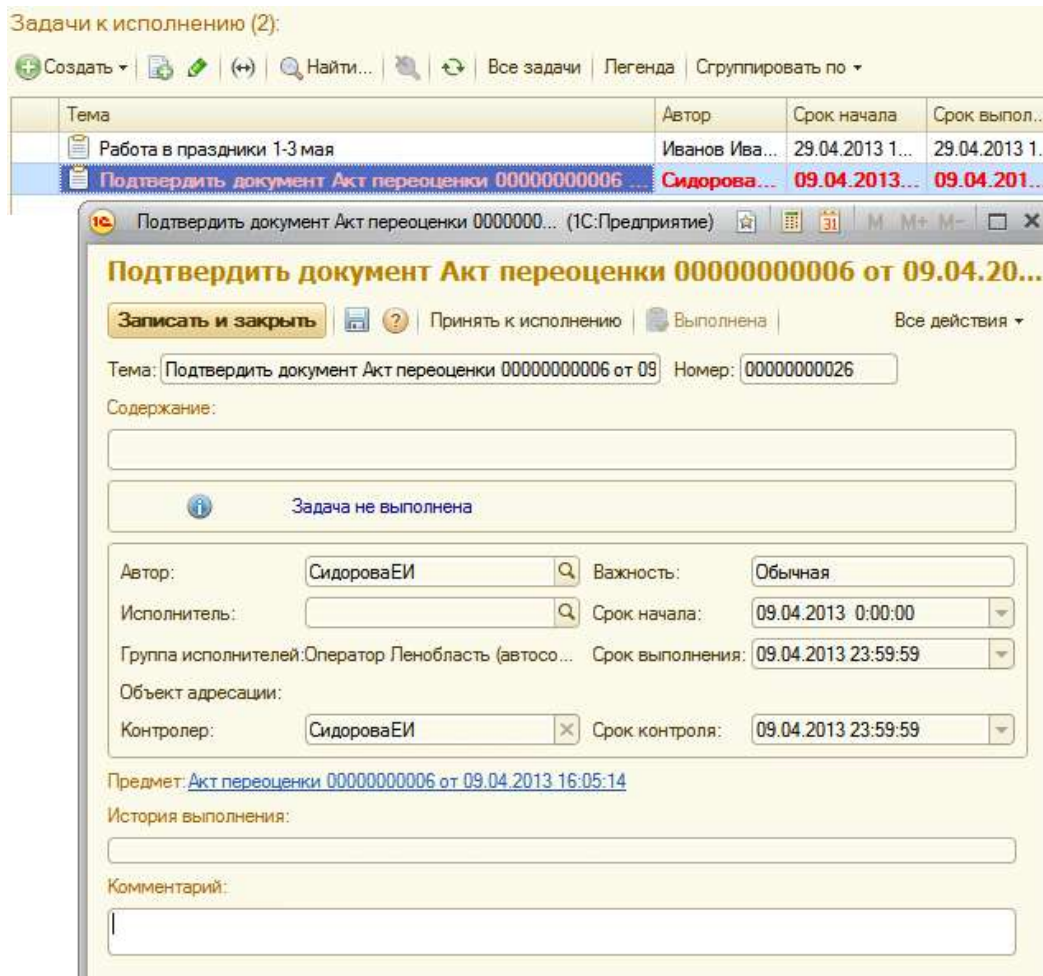 Задачи к исполнению (2):
Создать Найти... Все задачи Легенда Сгруппировать по
Тема Автор Срок начала Срок выпол...
Работа в праздники 1-3 мая Иванов Ива... 29.04.2013 1... 29.04.2013 1.
Подтвердить документ Акт переоценки 00000000006 ... Сидорова... 09.04.2013... 09.04.201...
1С Подтвердить документ Акт переоценки 0000000... (1С:Предприятие) 31 M M+ M-
Подтвердить документ Акт переоценки 00000000006 от 09.04.20...
Записать и закрыть ? Принять к исполнению Выполнена Все действия
Тема: Подтвердить документ Акт переоценки 00000000006 от 09 Номер: 00000000026
Содержание:
Задача не выполнена
Автор: СидороваЕИ Важность: Обычная
Исполнитель: Срок начала: 09.04.2013 0:00:00
Группа исполнителей:Оператор Ленобласть (автосо... Срок выполнения: 09.04.2013 23:59:59
Объект адресации:
Контролер: СидороваЕИ Срок контроля: 09.04.2013 23:59:59
Предмет: Акт переоценки 00000000006 от 09.04.2013 16:05:14
История выполнения:
Комментарий: